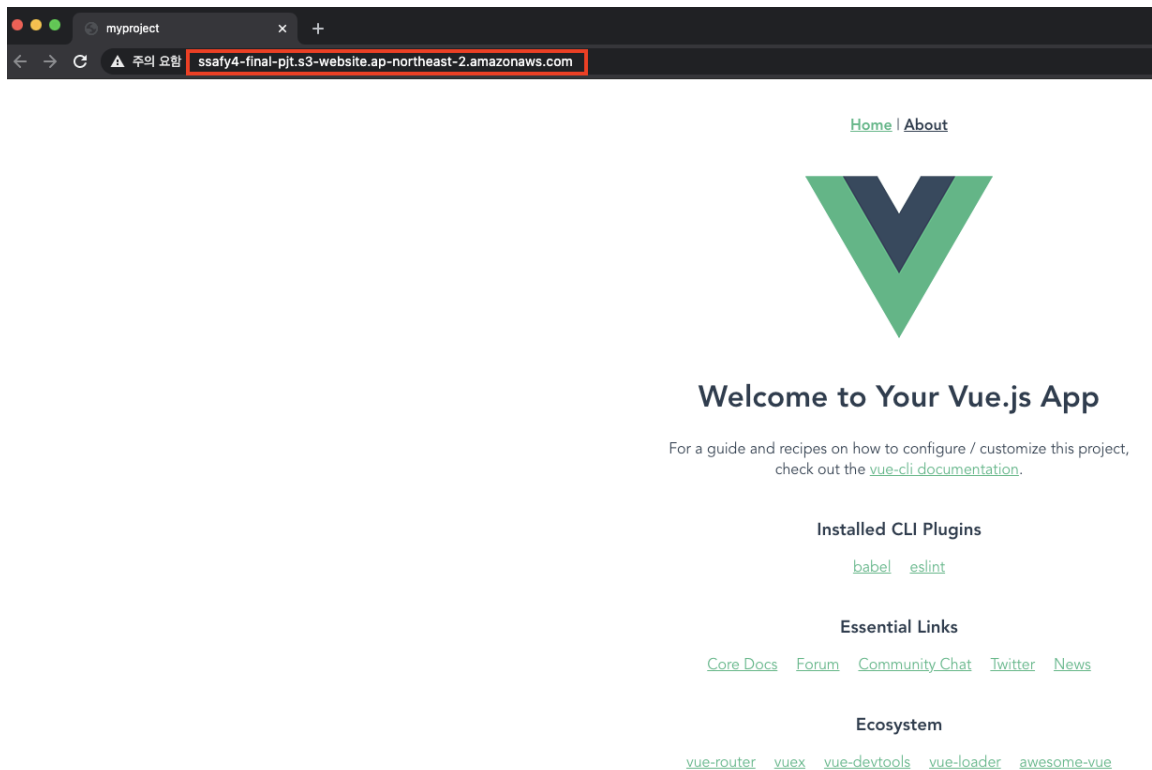 myproject
주의 요함 ssafy4-final-pjt.s3-website.ap-northeast-2.amazonaws.com
Home | About
Welcome to Your Vue.js App
For a guide and recipes on how to configure / customize this project,
check out the vue-cli documentation.
Installed CLI Plugins
babel eslint
Essential Links
Core Docs Forum Community Chat Twitter News
Ecosystem
vue-router vuex vue-devtools vue-loader awesome-vue